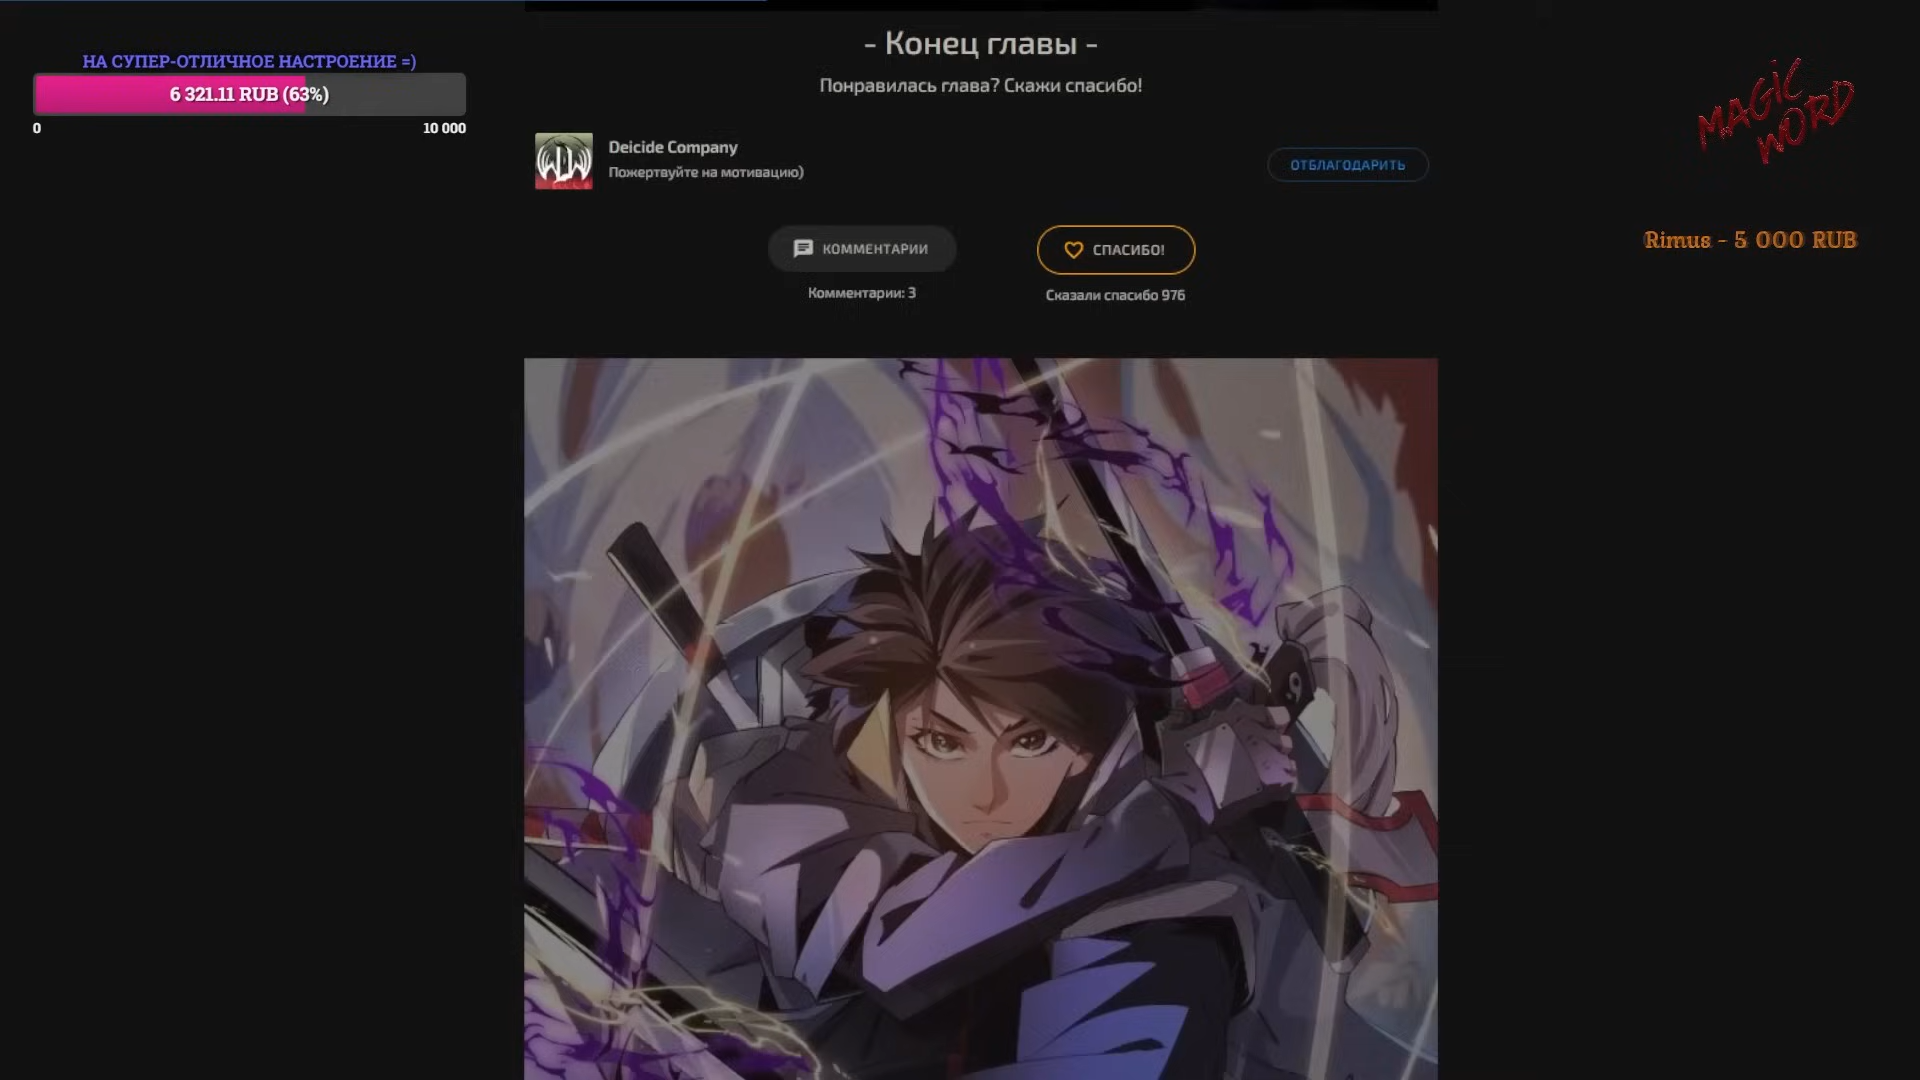 - Конец главы -
Понравилась глава? Скажи спасибо!
НА СУПЕР-ОТЛИЧНОЕ НАСТРОЕНИЕ =)
6 321.11 RUB (63%)
0
10 000
MAGIC
WORD
Deicide Company
Пожертвуйте на мотивацию)
ОТБЛАГОДАРИТЬ
Rimus - 5 000 RUB
КОММЕНТАРИИ
СПАСИБО!
Комментарии: 3
Сказали спасибо 976